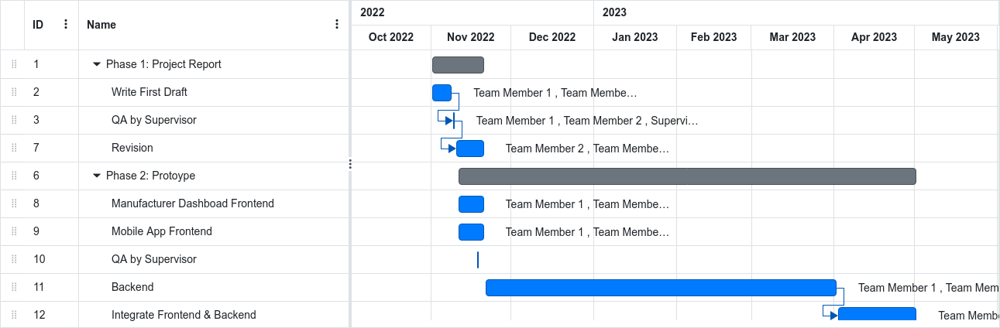 2022 2023
ID Name Oct 2022 Nov 2022 Dec 2022 Jan 2023 Feb 2023 Mar 2023 Apr 2023 May 2023
1 Phase 1: Project Report
2 Write First Draft Team Member 1 , Team Membe…
3 QA by Supervisor Team Member 1 , Team Member 2 , Supervi…
7 Revision Team Member 2 , Team Membe…
6 Phase 2: Protoype
8 Manufacturer Dashboad Frontend Team Member 1 , Team Membe…
9 Mobile App Frontend Team Member 1 , Team Membe…
10 QA by Supervisor
11 Backend Team Member 1 , Team Mem
12 Integrate Frontend & Backend Team Memb